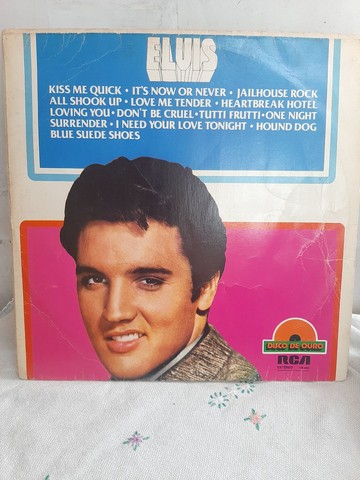 ELVIS
KISS ME QUICK • IT'S NOW OR NEVER • JAILHOUSE ROCK
ALL SHOOK UP • LOVE ME TENDER • HEARTBREAK HOTEL
LOVING YOU • DON'T BE CRUEL • TUTTI FRUTTI • ONE NIGHT
SURRENDER • I NEED YOUR LOVE TONIGHT • HOUND DOG
BLUE SUEDE SHOES
DISCO DE OURO
RCA